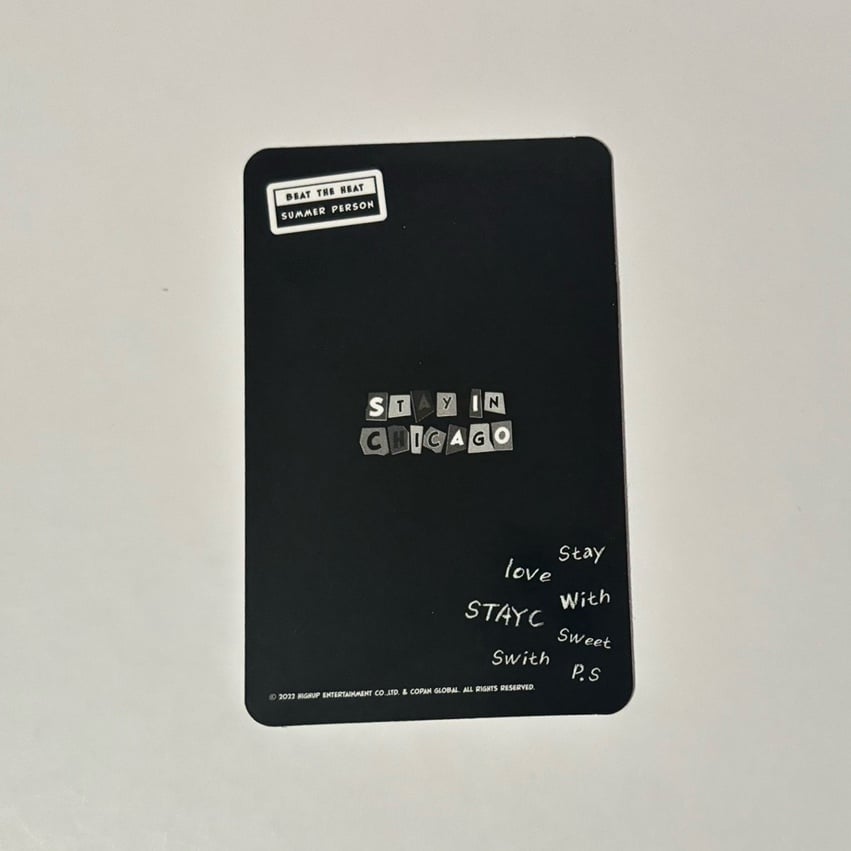 BEAT THE HEAT
SUMMER PERSON
STAY IN
CHICAGO
Stay
love
With
STAYC
Sweet
Swith
P.S
© 2022 HIGHUP ENTERTAINMENT CO.,LTD. & COPAN GLOBAL. ALL RIGHTS RESERVED.